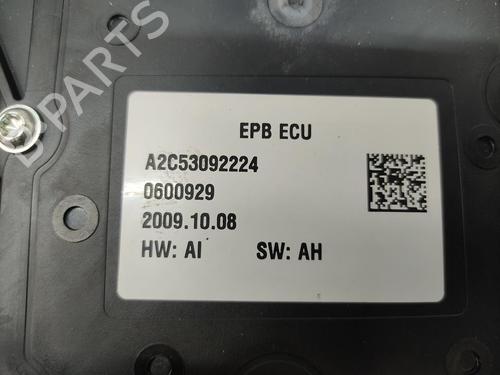 EPB ECU
A2C53092224
0600929
2009.10.08
HW: AI SW: AH
B-PARTS